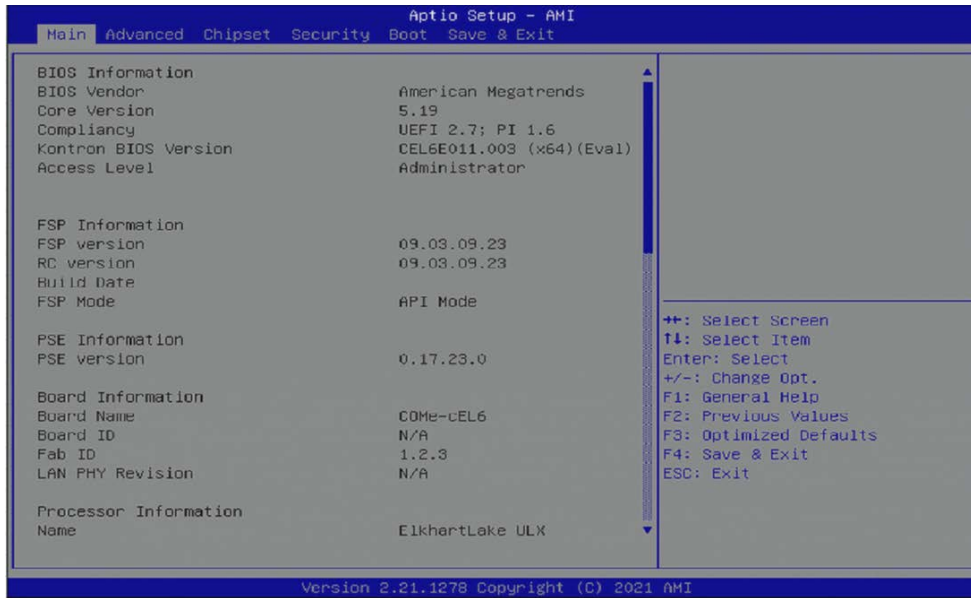 Aptio Setup - AMI
Main Advanced Chipset Security Boot Save & Exit
BIOS Information
BIOS Vendor American Megatrends
Core Version 5.19
Compliancy UEFI 2.7; PI 1.6
Kontron BIOS Version CEL6E011.003 (x64)(Eval)
Access Level Administrator
FSP Information
FSP version 09.03.09.23
RC version 09.03.09.23
Build Date
FSP Mode API Mode
PSE Information
PSE version 0.17.23.0
Board Information
Board Name COMe-cEL6
Board ID N/A
Fab ID 1.2.3
LAN PHY Revision N/A
Processor Information
Name ElkhartLake ULX
→←: Select Screen
↑↓: Select Item
Enter: Select
+/-: Change Opt.
F1: General Help
F2: Previous Values
F3: Optimized Defaults
F4: Save & Exit
ESC: Exit
Version 2.21.1278 Copyright (C) 2021 AMI